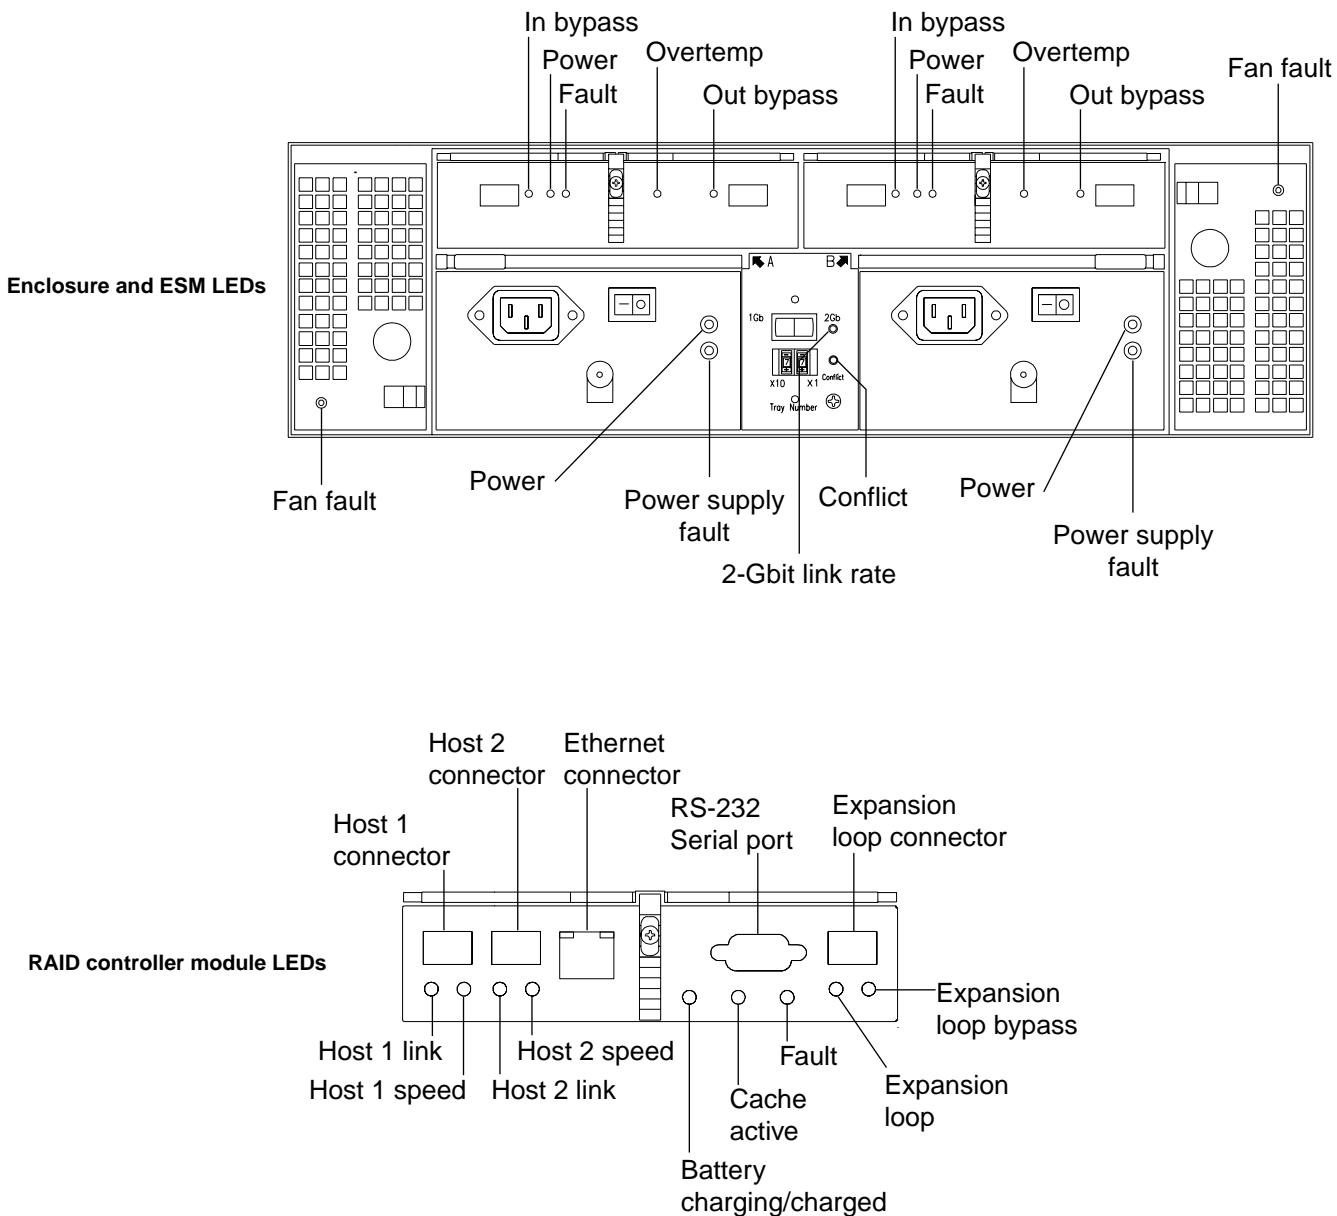 In bypass
Power
Fault
Overtemp
Out bypass
In bypass
Power
Fault
Overtemp
Out bypass
Fan fault
Enclosure and ESM LEDs
A
B
1Gb
2Gb
7
7
X10
X1
Conflict
Tray Number
Fan fault
Power
Power supply
fault
2-Gbit link rate
Conflict
Power
Power supply
fault
Host 1
connector
Host 2
connector
Ethernet
connector
RS-232
Serial port
Expansion
loop connector
RAID controller module LEDs
Host 1 link
Host 1 speed
Host 2 link
Host 2 speed
Battery
charging/charged
Cache
active
Fault
Expansion
loop
Expansion
loop bypass